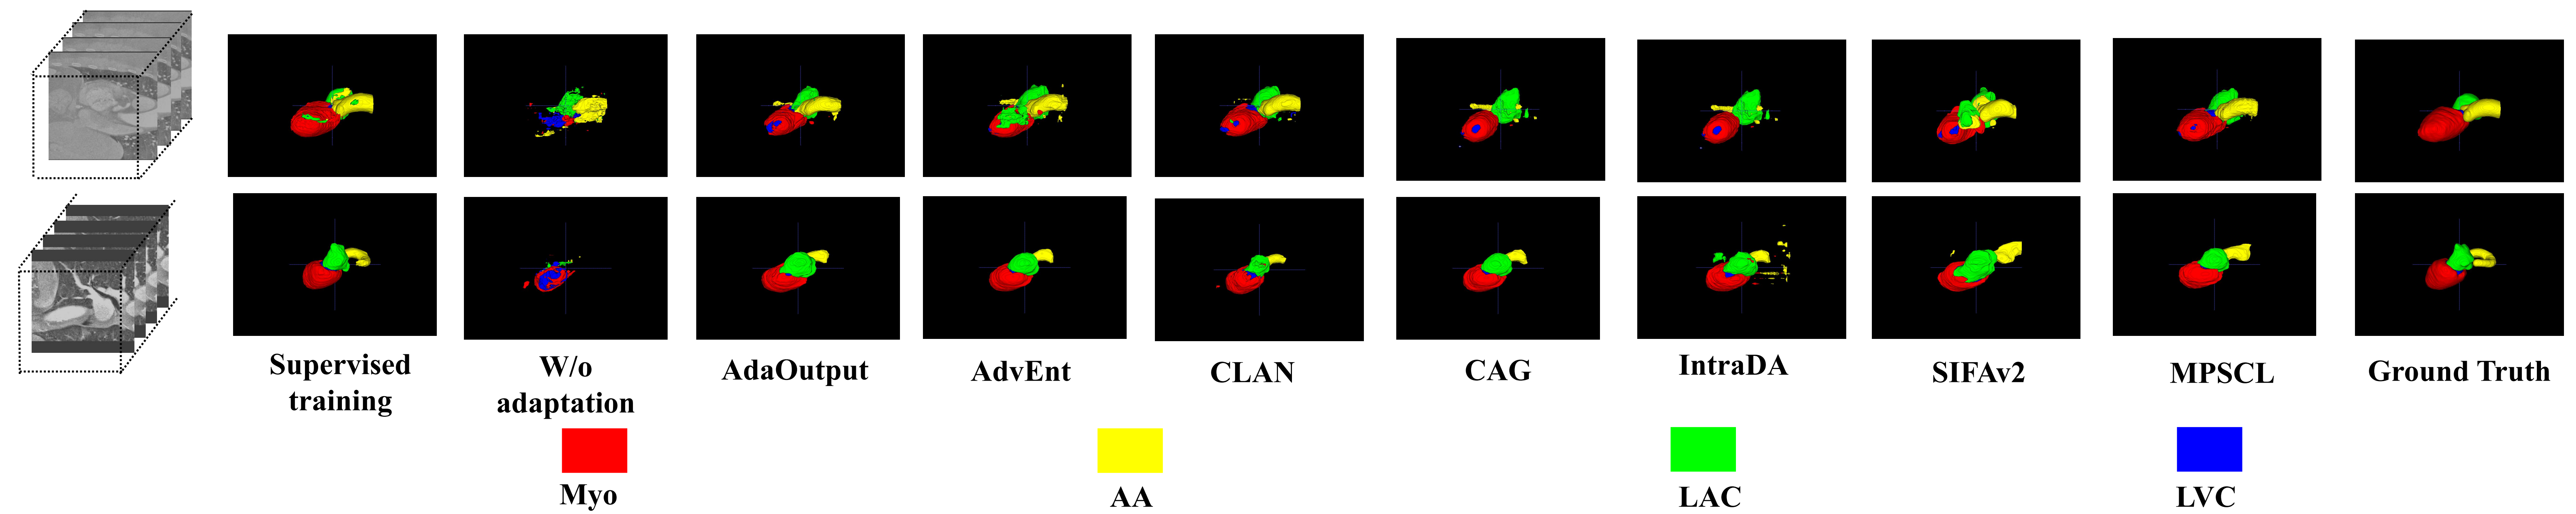 Supervised
training
W/o
adaptation
AdaOutput
AdvEnt
CLAN
CAG
IntraDA
SIFAv2
MPSCL
Ground Truth
Myo
AA
LAC
LVC